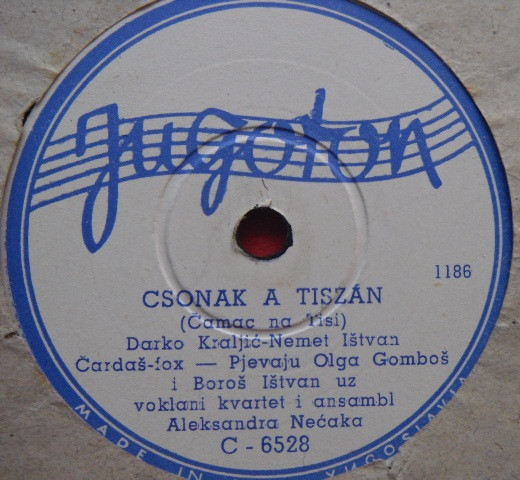 Jugoton
1186
CSONAK A TISZÁN
(Čamac na Tisi)
Darko Kraljić-Nemet Ištvan
Čardaš-fox — Pjevaju Olga Gomboš
i Boroš Ištvan uz
voklani kvartet i ansambl
Aleksandra Nećaka
C - 6528
MADE IN YUGOSLAVIA